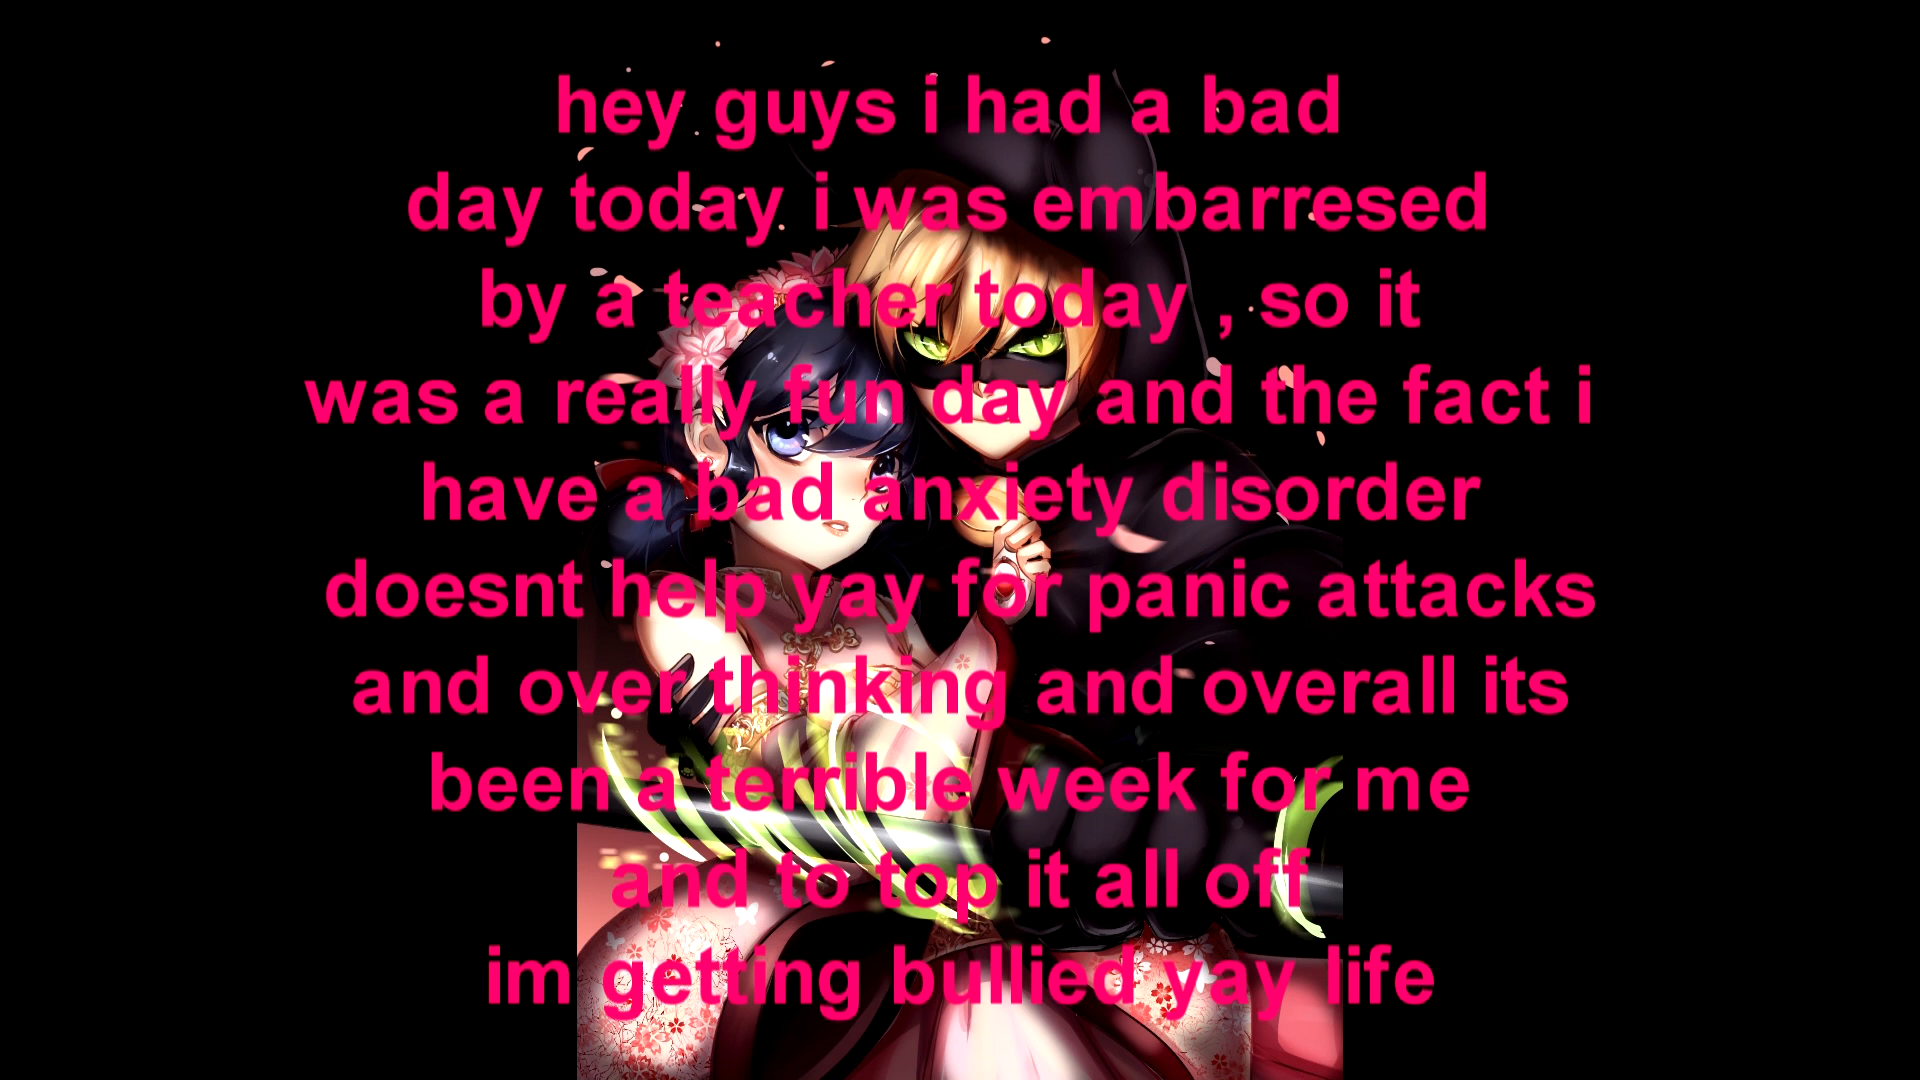 hey guys i had a bad
day today i was embarresed
by a teacher today , so it
was a really fun day and the fact i
have a bad anxiety disorder
doesnt help yay for panic attacks
and over thinking and overall its
been a terrible week for me
and to top it all off
im getting bullied yay life